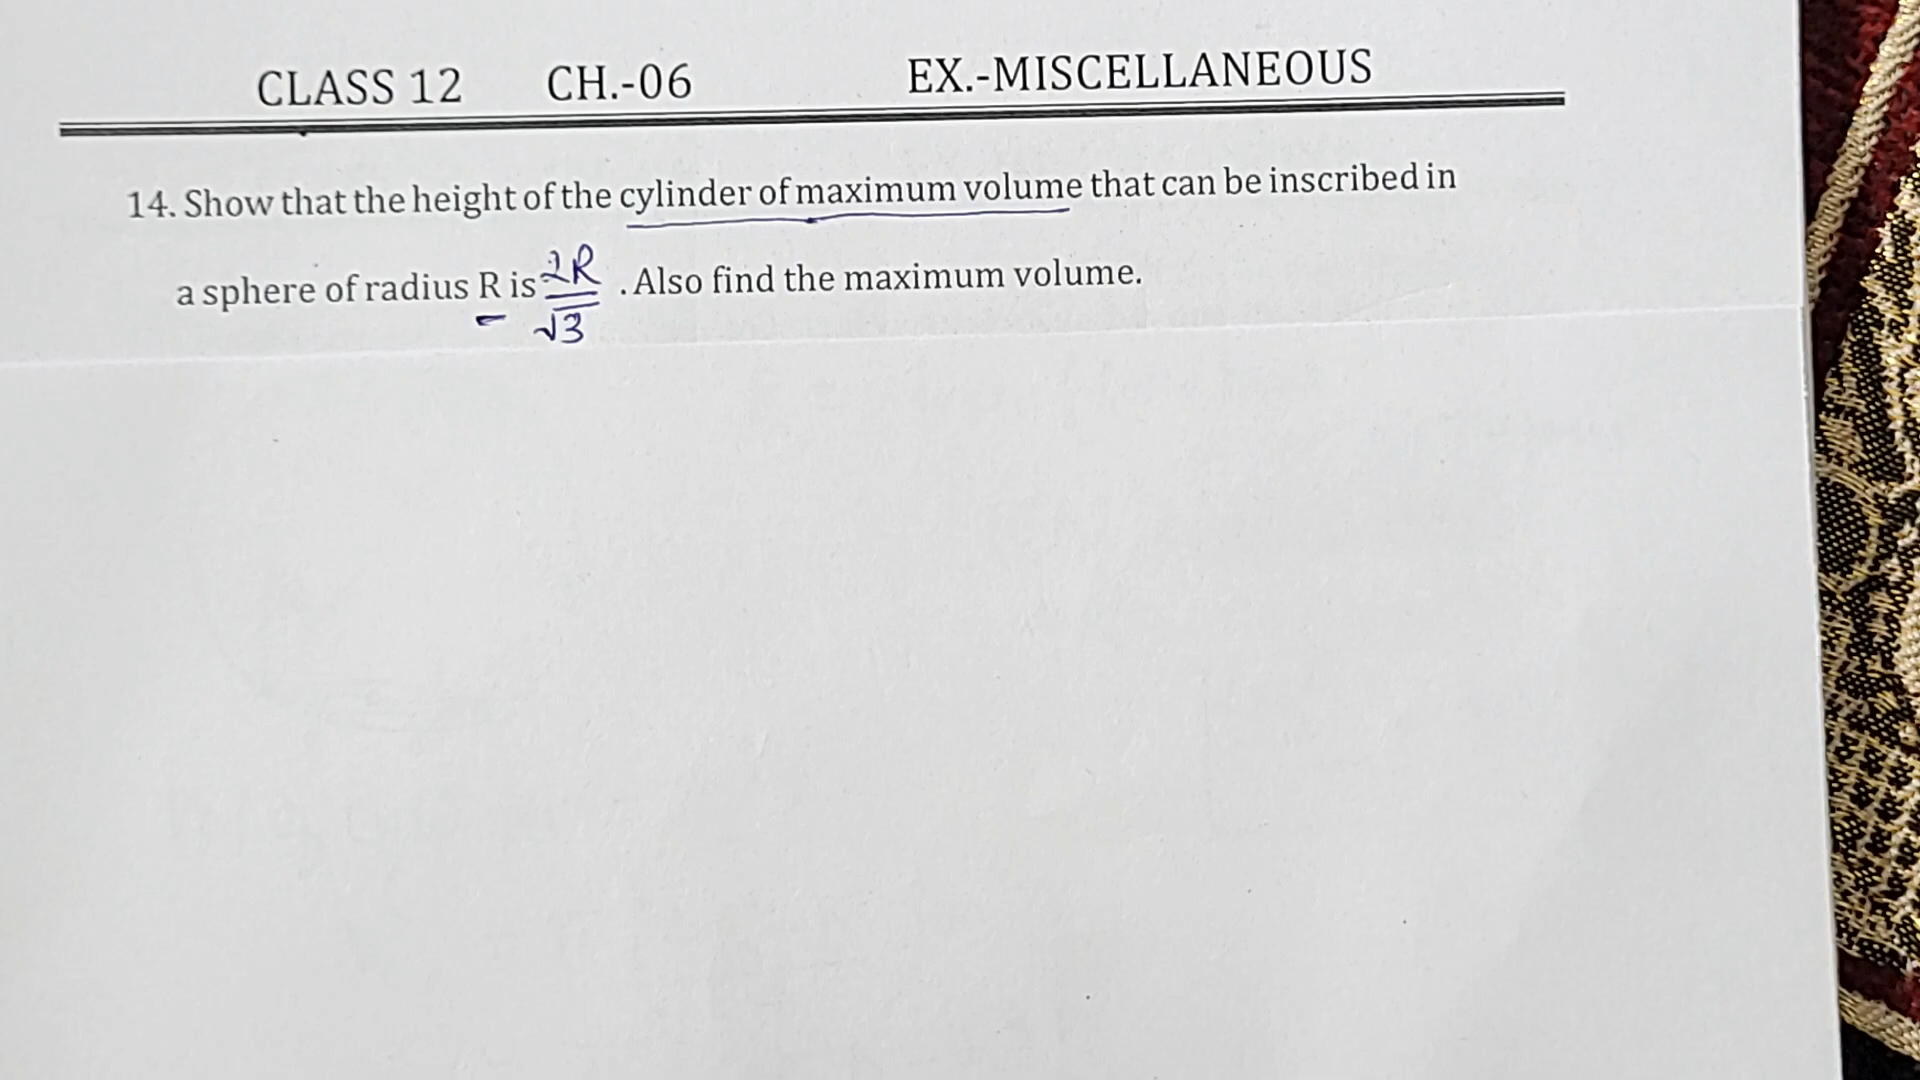 CLASS 12 CH.-06 EX.-MISCELLANEOUS
14. Show that the height of the cylinder of maximum volume that can be inscribed in
a sphere of radius R is 2R/√3 . Also find the maximum volume.